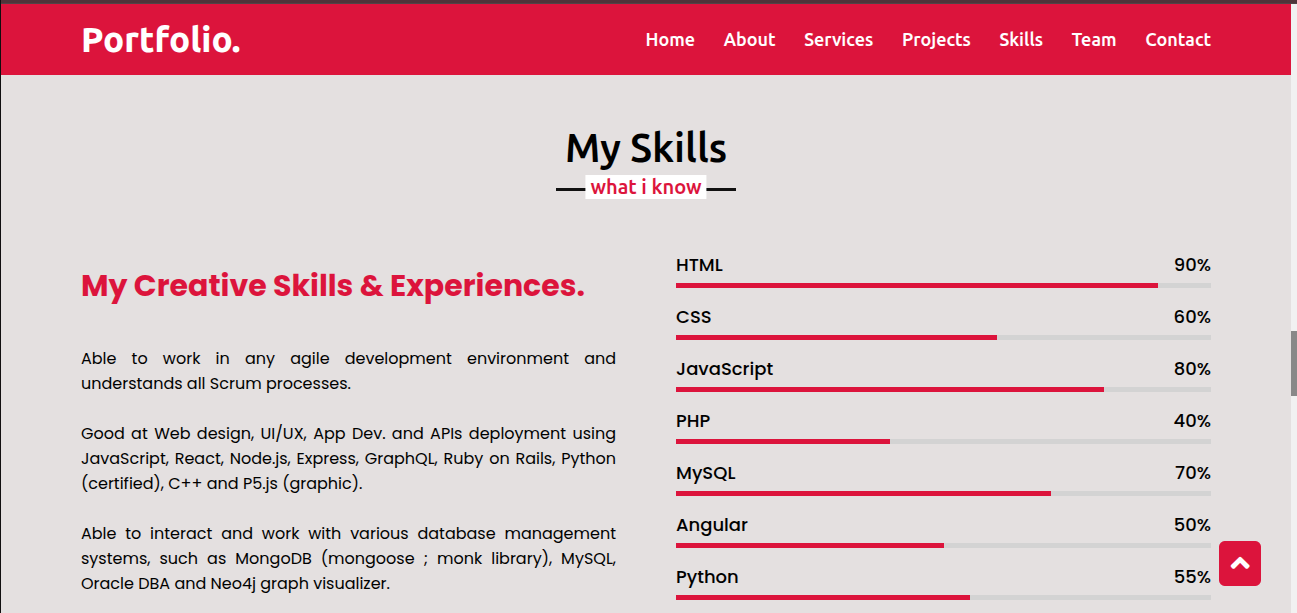 Portfolio.
Home About Services Projects Skills Team Contact
My Skills
what i know
My Creative Skills & Experiences.
Able to work in any agile development environment and
understands all Scrum processes.
Good at Web design, UI/UX, App Dev. and APIs deployment using
JavaScript, React, Node.js, Express, GraphQL, Ruby on Rails, Python
(certified), C++ and P5.js (graphic).
Able to interact and work with various database management
systems, such as MongoDB (mongoose ; monk library), MySQL,
Oracle DBA and Neo4j graph visualizer.
HTML 90%
CSS 60%
JavaScript 80%
PHP 40%
MySQL 70%
Angular 50%
Python 55%